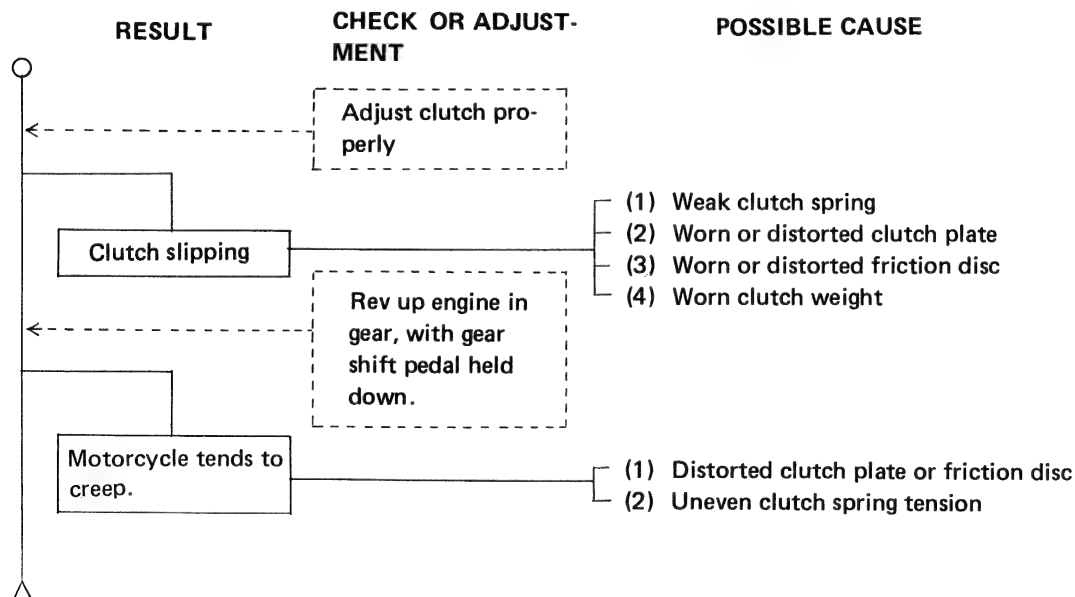 RESULT
CHECK OR ADJUST-
MENT
POSSIBLE CAUSE
Adjust clutch pro-
perly
Clutch slipping
(1) Weak clutch spring
(2) Worn or distorted clutch plate
(3) Worn or distorted friction disc
(4) Worn clutch weight
Rev up engine in
gear, with gear
shift pedal held
down.
Motorcycle tends to
creep.
(1) Distorted clutch plate or friction disc
(2) Uneven clutch spring tension